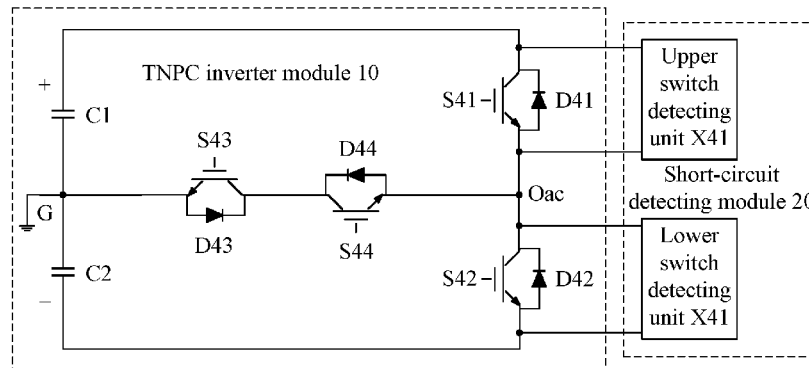 TNPC inverter module 10
+
C1
S41
D41
Upper
switch
detecting
unit X41
S43
D44
G
D43
S44
Oac
Short-circuit
detecting module 20
C2
S42
D42
Lower
switch
detecting
unit X41
−